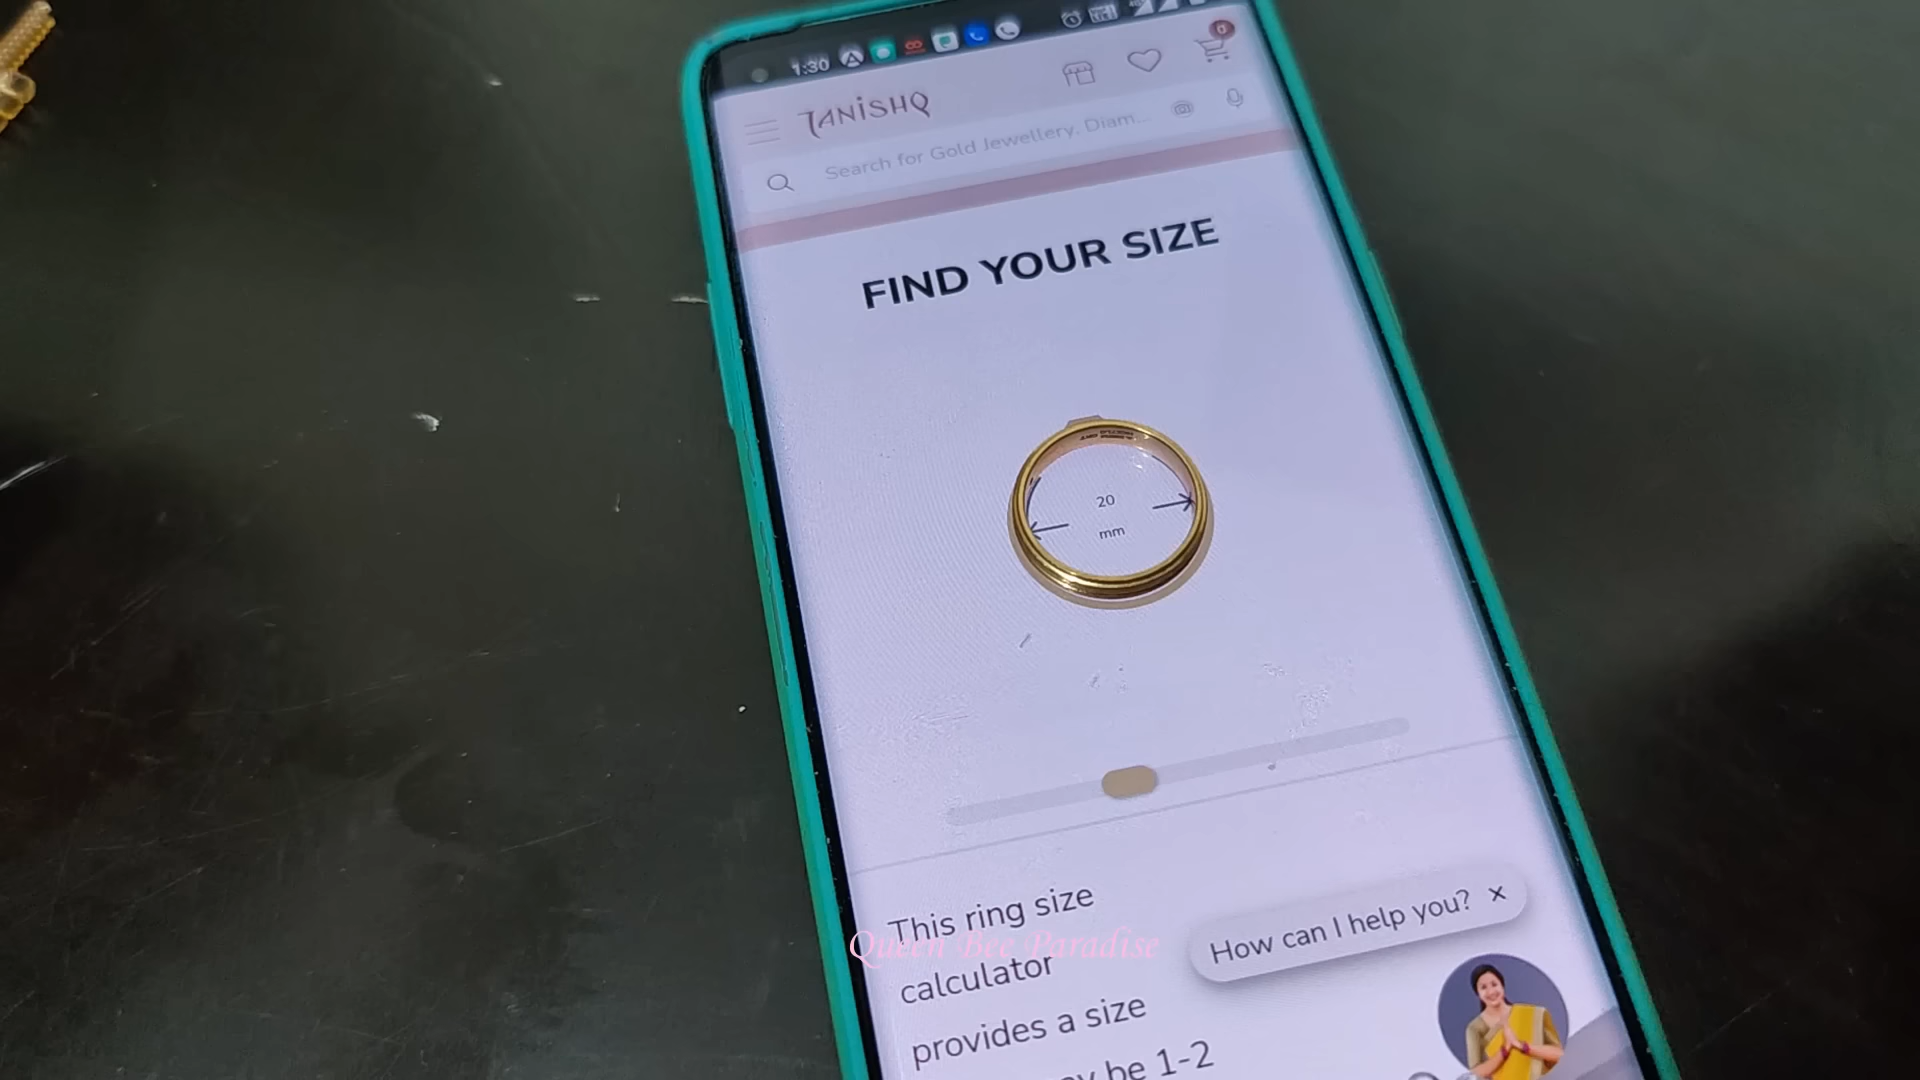 1:30
0
TANISHQ
Search for Gold Jewellery, Diam...
FIND YOUR SIZE
20
mm
This ring size
calculator
provides a size
be 1-2
How can I help you? ×
Queen Bee Paradise